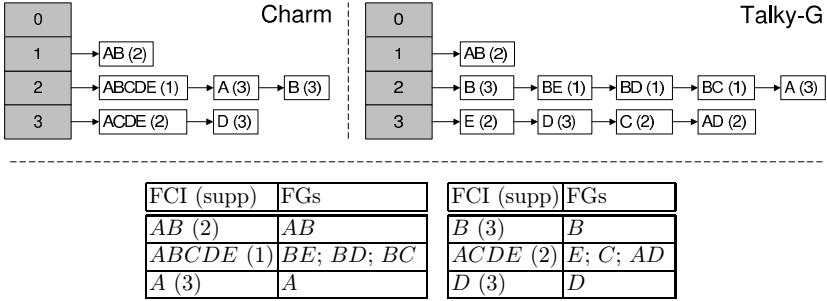 Charm Talky-G
0 0
1 AB (2) 1 AB (2)
2 ABCDE (1) A (3) B (3) 2 B (3) BE (1) BD (1) BC (1) A (3)
3 ACDE (2) D (3) 3 E (2) D (3) C (2) AD (2)
FCI (supp) FGs FCI (supp) FGs
AB (2) AB B (3) B
ABCDE (1) BE; BD; BC ACDE (2) E; C; AD
A (3) A D (3) D